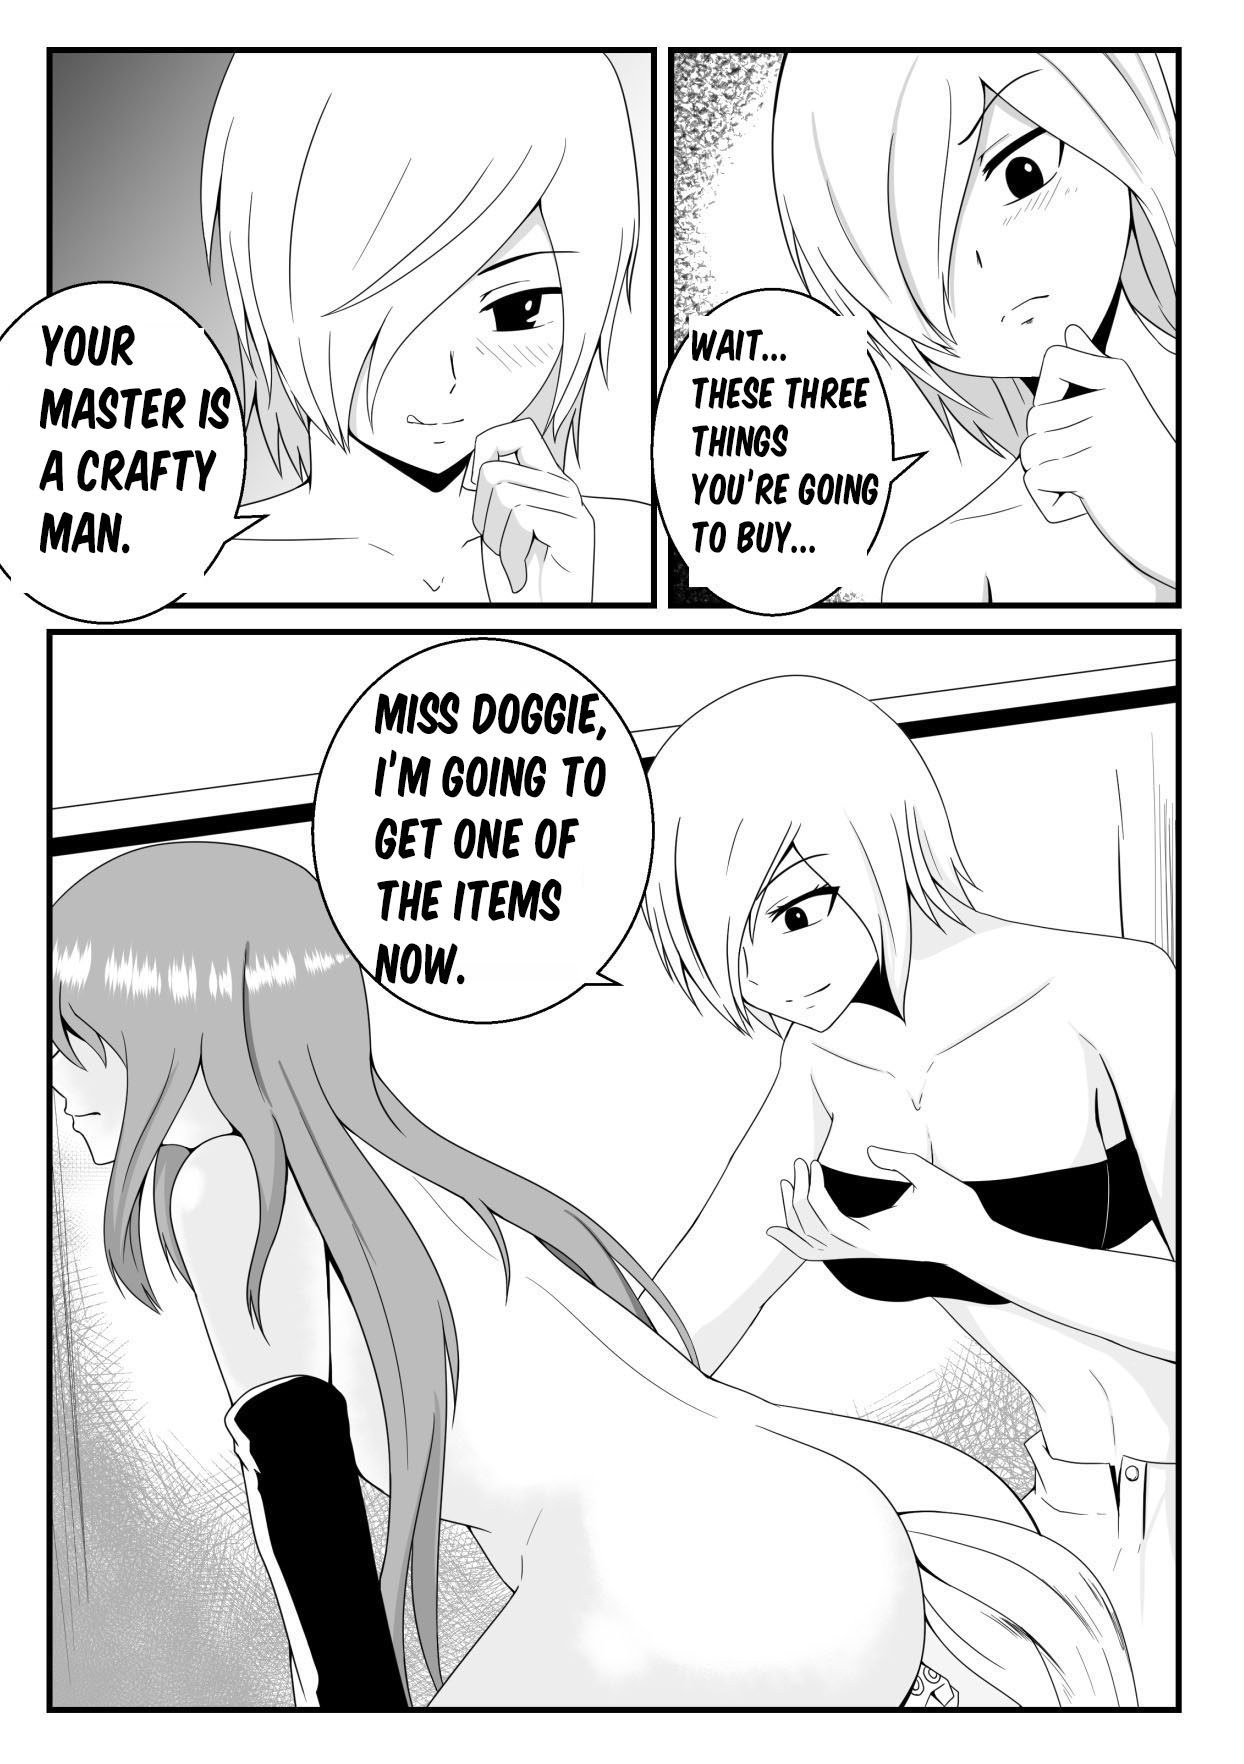 WAIT...
THESE THREE
THINGS
YOU'RE GOING
TO BUY...
YOUR
MASTER IS
A CRAFTY
MAN.
MISS DOGGIE,
I'M GOING TO
GET ONE OF
THE ITEMS
NOW.